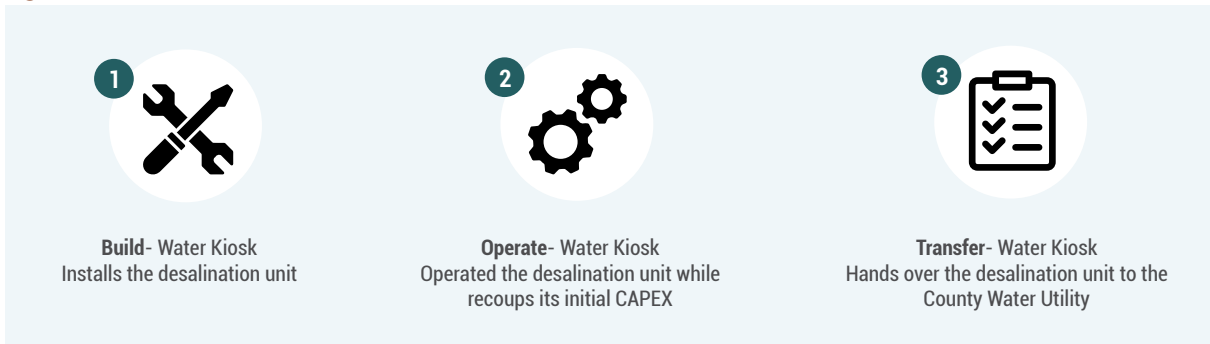 1
Build- Water Kiosk
Installs the desalination unit
2
Operate- Water Kiosk
Operated the desalination unit while
recoups its initial CAPEX
3
Transfer- Water Kiosk
Hands over the desalination unit to the
County Water Utility